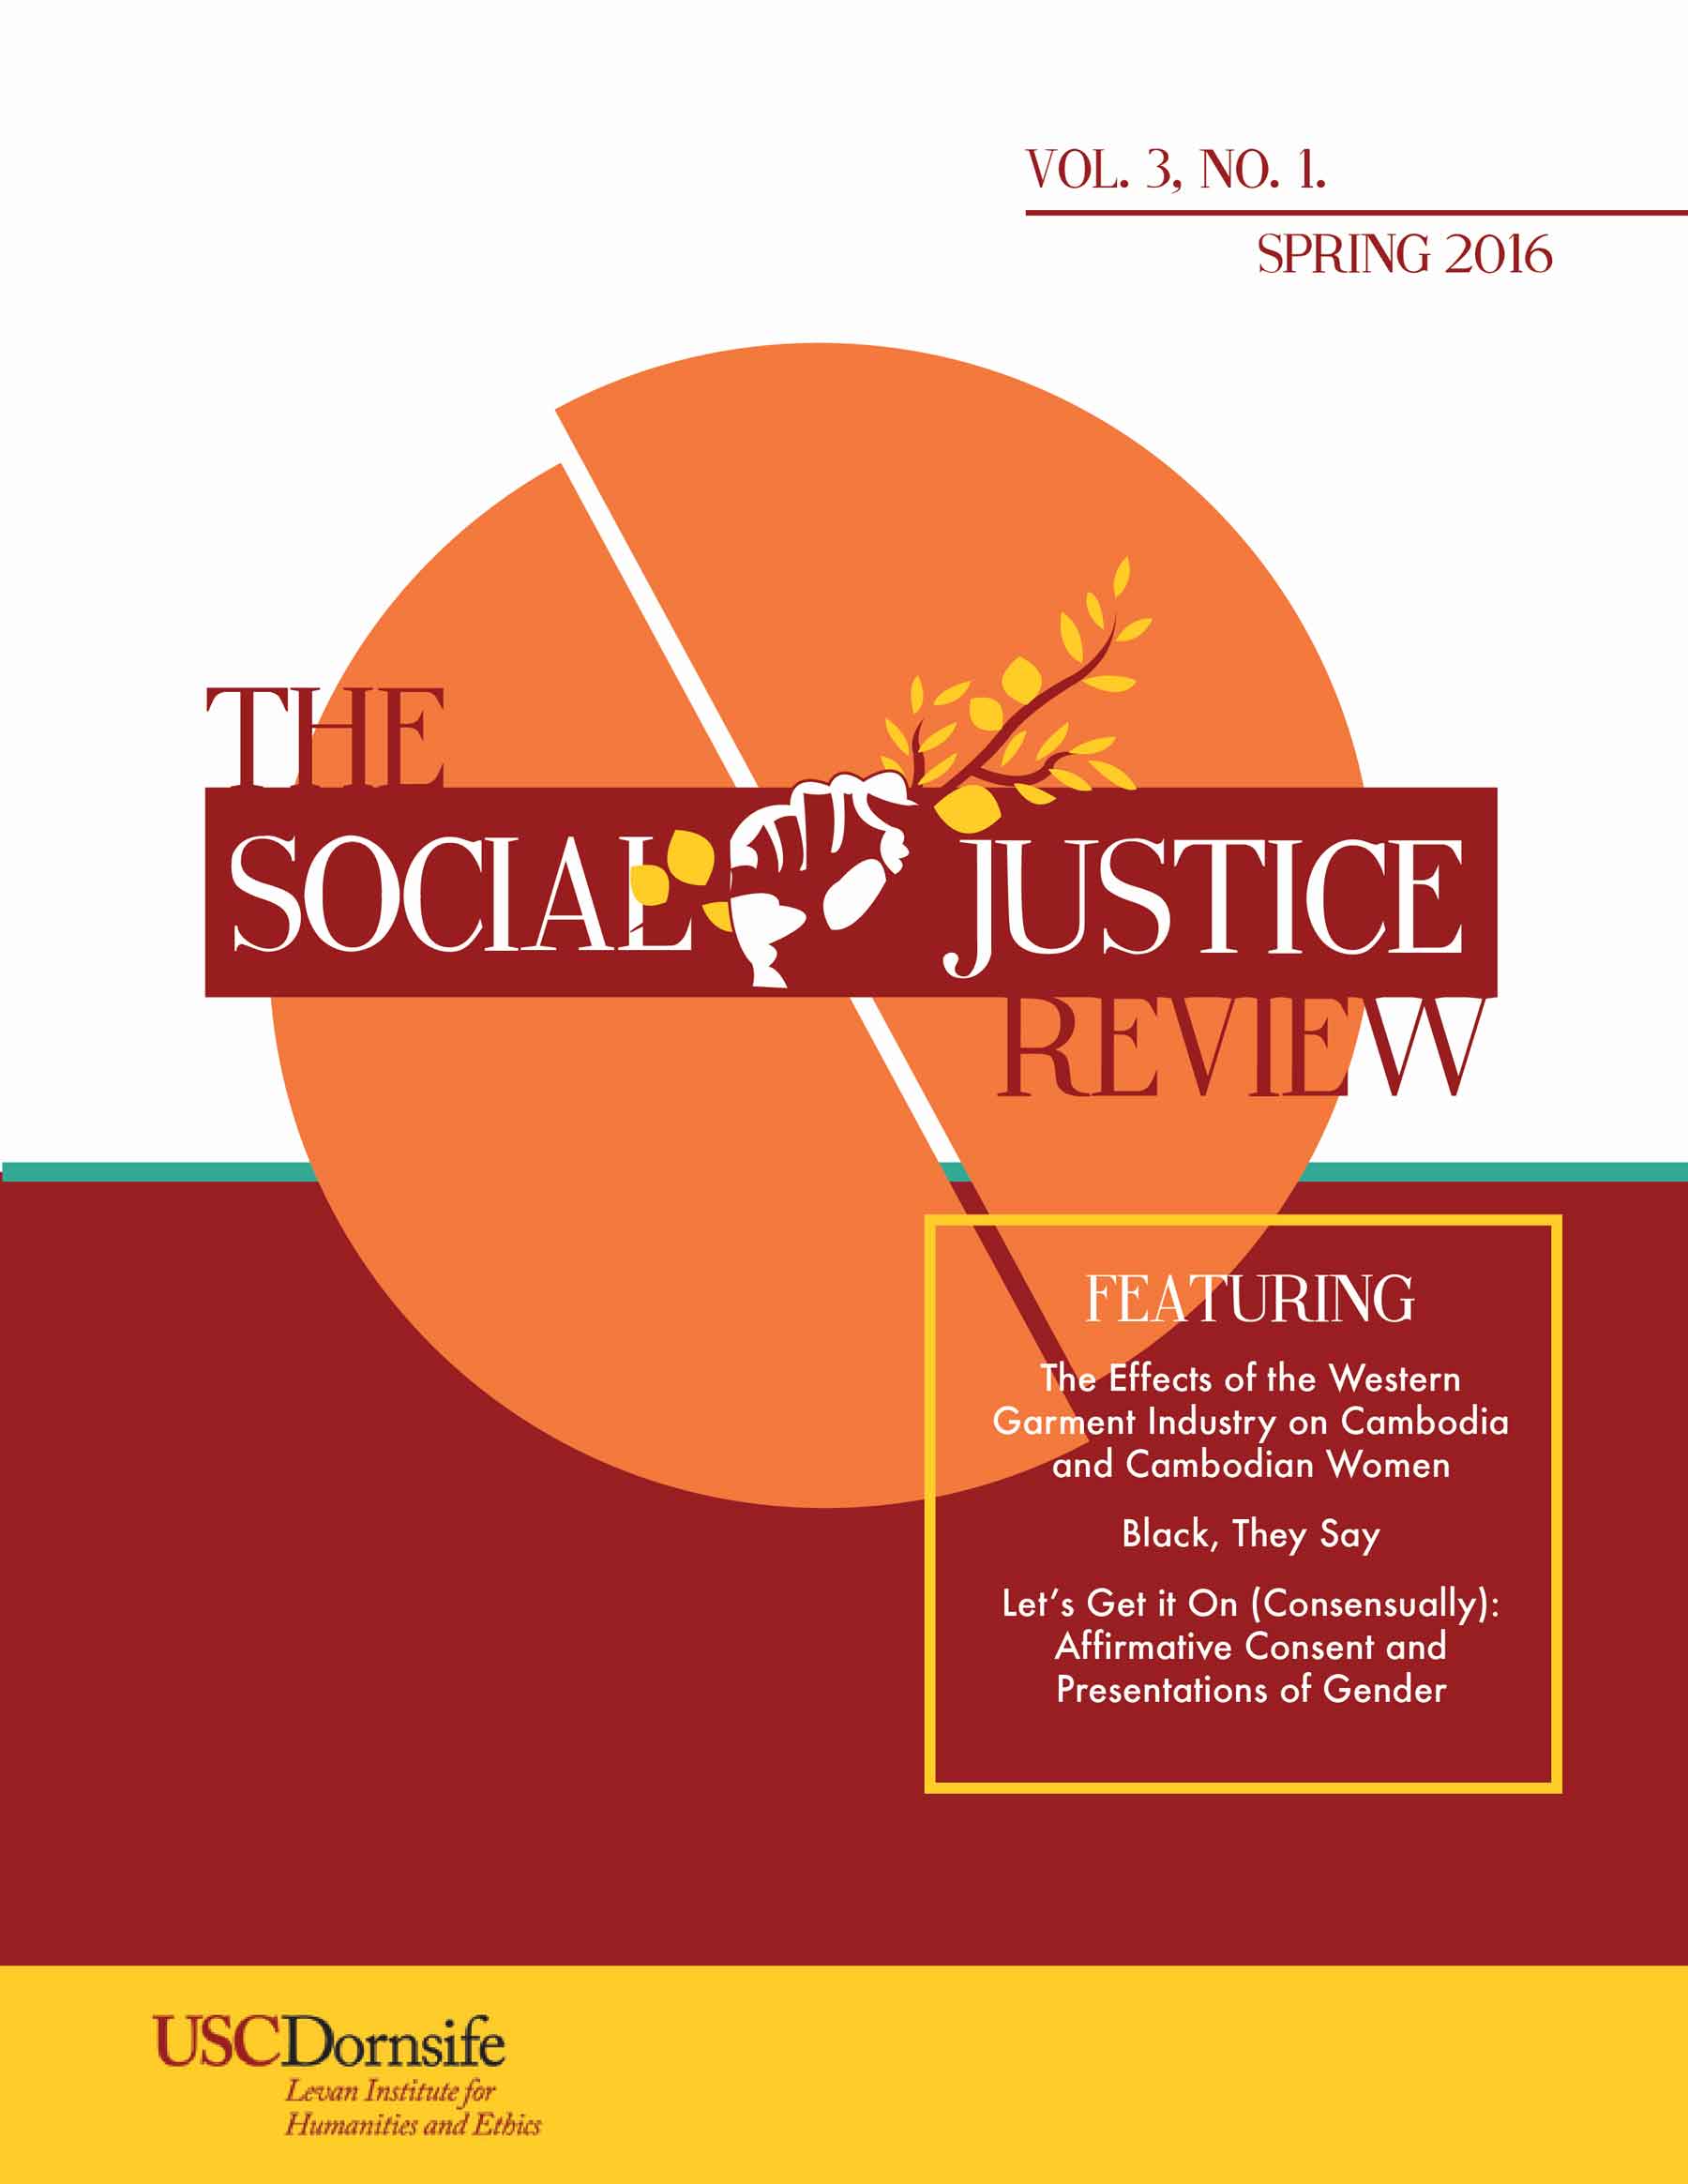 VOL. 3, NO. 1.
SPRING 2016
THE
SOCIAL JUSTICE
REVIEW
FEATURING
The Effects of the Western
Garment Industry on Cambodia
and Cambodian Women
Black, They Say
Let's Get it On (Consensually):
Affirmative Consent and
Presentations of Gender
USCDornsife
Levan Institute for
Humanities and Ethics